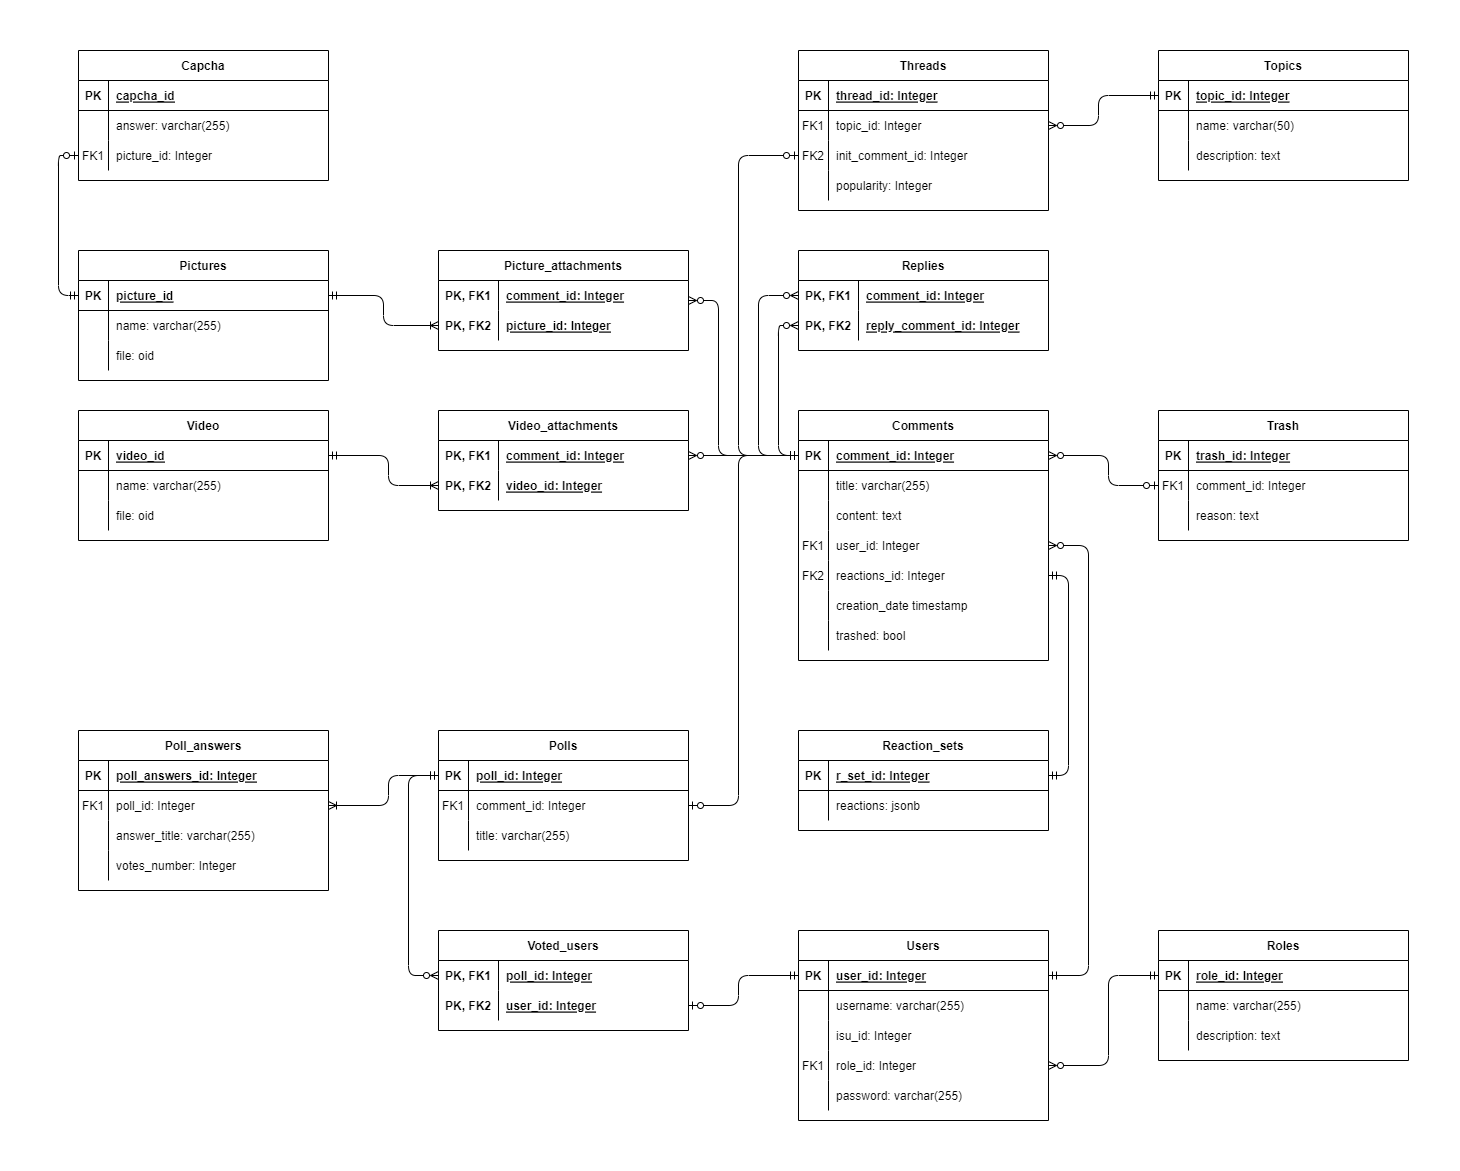 Capcha
PK capcha_id
answer: varchar(255)
FK1 picture_id: Integer
Threads
PK thread_id: Integer
FK1 topic_id: Integer
FK2 init_comment_id: Integer
popularity: Integer
Topics
PK topic_id: Integer
name: varchar(50)
description: text
Pictures
PK picture_id
name: varchar(255)
file: oid
Picture_attachments
PK, FK1 comment_id: Integer
PK, FK2 picture_id: Integer
Replies
PK, FK1 comment_id: Integer
PK, FK2 reply_comment_id: Integer
Video
PK video_id
name: varchar(255)
file: oid
Video_attachments
PK, FK1 comment_id: Integer
PK, FK2 video_id: Integer
Comments
PK comment_id: Integer
title: varchar(255)
content: text
FK1 user_id: Integer
FK2 reactions_id: Integer
creation_date timestamp
trashed: bool
Trash
PK trash_id: Integer
FK1 comment_id: Integer
reason: text
Poll_answers
PK poll_answers_id: Integer
FK1 poll_id: Integer
answer_title: varchar(255)
votes_number: Integer
Polls
PK poll_id: Integer
FK1 comment_id: Integer
title: varchar(255)
Reaction_sets
PK r_set_id: Integer
reactions: jsonb
Voted_users
PK, FK1 poll_id: Integer
PK, FK2 user_id: Integer
Users
PK user_id: Integer
username: varchar(255)
isu_id: Integer
FK1 role_id: Integer
password: varchar(255)
Roles
PK role_id: Integer
name: varchar(255)
description: text